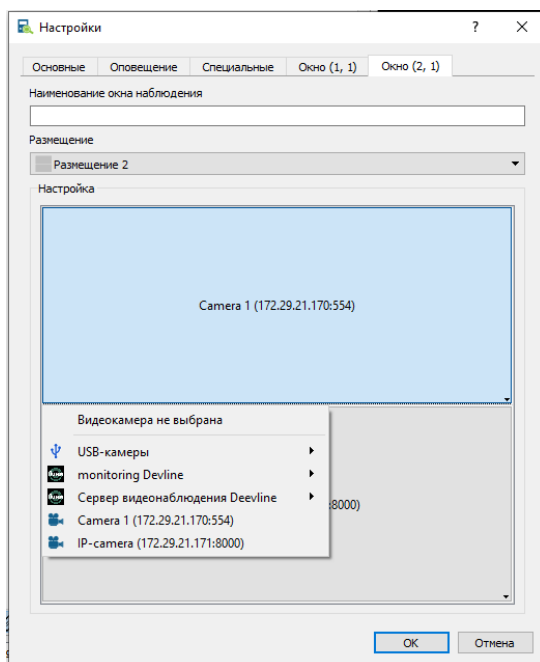 Настройки
?
Основные
Оповещение
Специальные
Окно (1, 1)
Окно (2, 1)
Наименование окна наблюдения
Размещение
Размещение 2
Настройка
Camera 1 (172.29.21.170:554)
Видеокамера не выбрана
USB-камеры
monitoring Devline
Сервер видеонаблюдения Deevline
:8000)
Camera 1 (172.29.21.170:554)
IP-camera (172.29.21.171:8000)
OK
Отмена